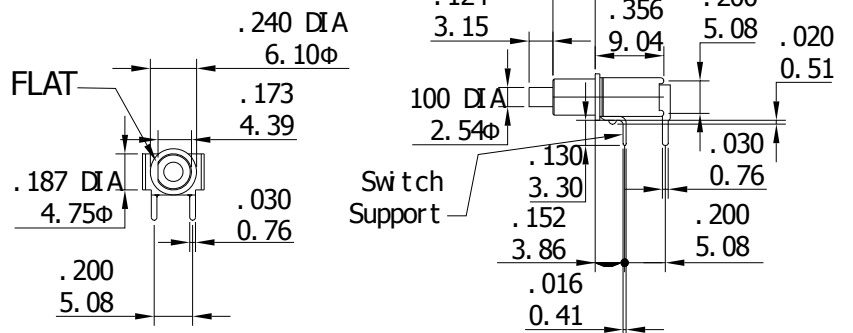 .240 DIA
6.10Φ
FLAT
.173
4.39
.187 DIA
4.75Φ
.030
0.76
.200
5.08
3.15
.356
9.04
.200
5.08
.020
0.51
100 DIA
2.54Φ
.130
3.30
.030
0.76
Switch
Support
.152
3.86
.200
5.08
.016
0.41